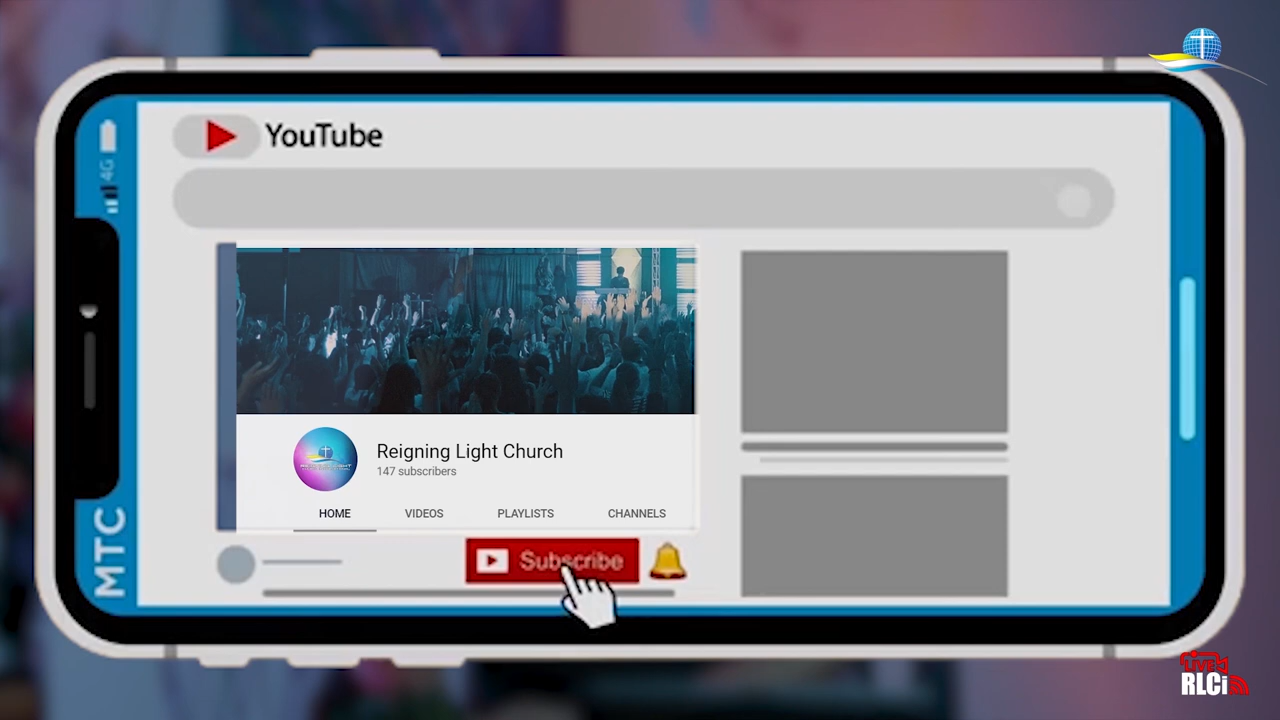 YouTube
4G
Reigning Light Church
147 subscribers
HOME VIDEOS PLAYLISTS CHANNELS
Subscribe
MTC
LIVE
RLCi